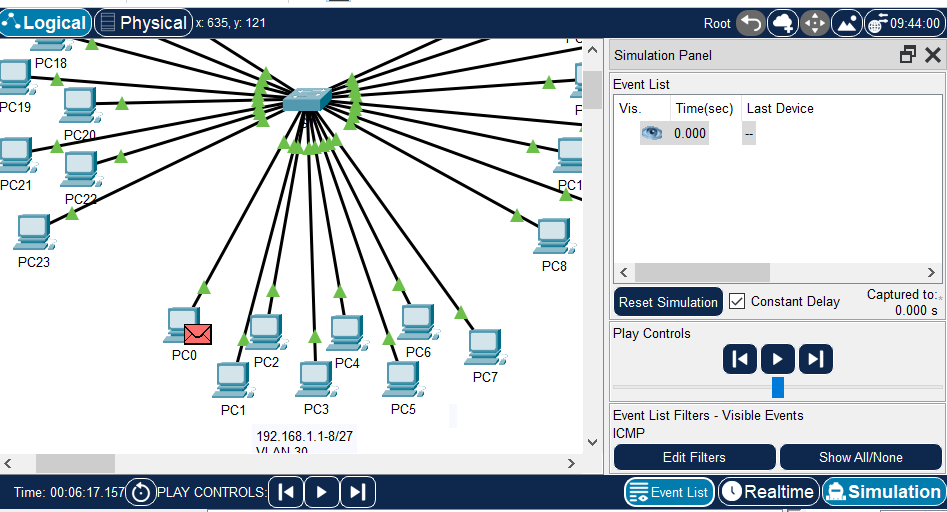 Logical
Physical
x: 635, y: 121
Root
09:44:00
PC18
PC19
PC20
PC21
PC22
PC23
PC8
PC0
PC2
PC4
PC6
PC7
PC1
PC3
PC5
192.168.1.1-8/27
VLAN 30
Simulation Panel
Event List
Vis.
Time(sec)
Last Device
0.000
--
Reset Simulation
Constant Delay
Captured to:
0.000 s
Play Controls
Event List Filters - Visible Events
ICMP
Edit Filters
Show All/None
Time: 00:06:17.157
PLAY CONTROLS:
Event List
Realtime
Simulation